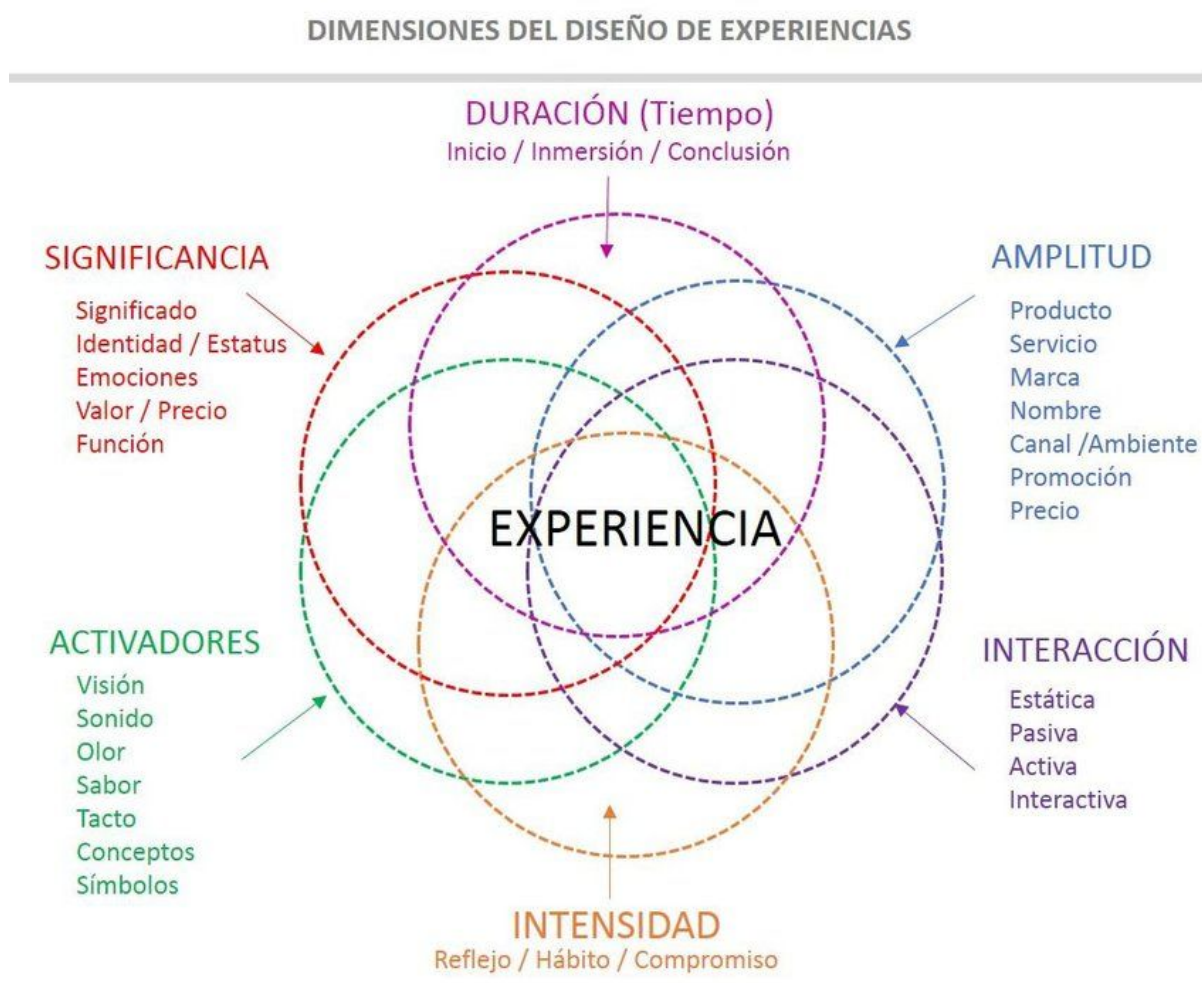 DIMENSIONES DEL DISEÑO DE EXPERIENCIAS
DURACIÓN (Tiempo)
Inicio / Inmersión / Conclusión
SIGNIFICANCIA
Significado
Identidad / Estatus
Emociones
Valor / Precio
Función
AMPLITUD
Producto
Servicio
Marca
Nombre
Canal /Ambiente
Promoción
Precio
EXPERIENCIA
ACTIVADORES
Visión
Sonido
Olor
Sabor
Tacto
Conceptos
Símbolos
INTERACCIÓN
Estática
Pasiva
Activa
Interactiva
INTENSIDAD
Reflejo / Hábito / Compromiso